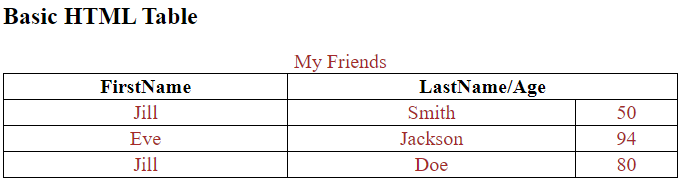 Basic HTML Table
My Friends
FirstName LastName/Age
Jill Smith 50
Eve Jackson 94
Jill Doe 80